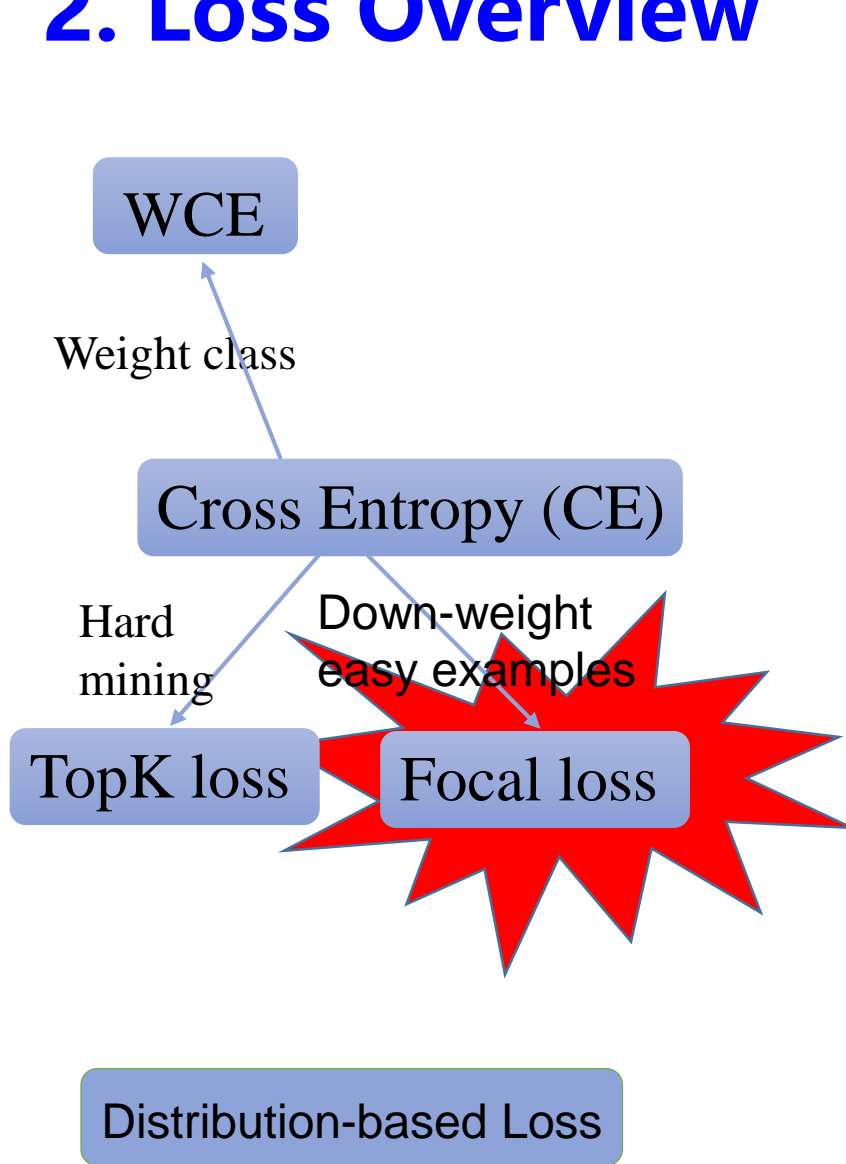 2. Loss Overview
WCE
Weight class
Cross Entropy (CE)
Hard
mining
Down-weight
easy examples
TopK loss
Focal loss
Distribution-based Loss